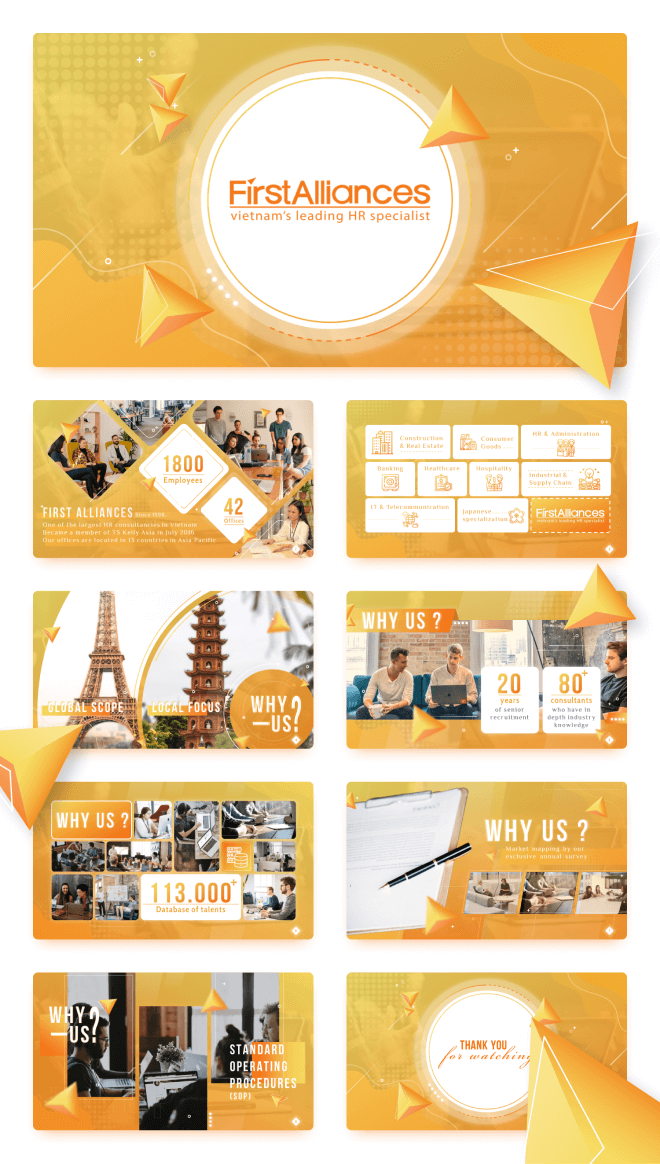 FirstAlliances
vietnam's leading HR specialist
1800
Employees
42
Offices
FIRST ALLIANCES Since 1996
One of the largest HR consultancies in Vietnam
Became a member of TS Kelly Asia in July 2016
Our offices are located in 13 countries in Asia Pacific
Construction
& Real Estate
Consumer
Goods
HR & Administration
Banking
Healthcare
Hospitality
Industrial &
Supply Chain
IT & Telecommunication
Japanese
specialization
FirstAlliances
vietnam's leading HR specialist
GLOBAL SCOPE
LOCAL FOCUS
WHY
—US?
WHY US ?
20
years
of senior
recruitment
80+
consultants
who have in
depth industry
knowledge
WHY US ?
113.000+
Database of talents
WHY US ?
Market mapping by our
exclusive annual survey
WHY
—US?
STANDARD
OPERATING
PROCEDURES
(SOP)
THANK YOU
for watching